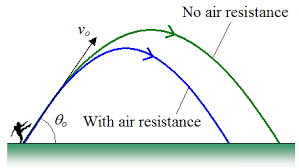 No air resistance
vₒ
θₒ
With air resistance